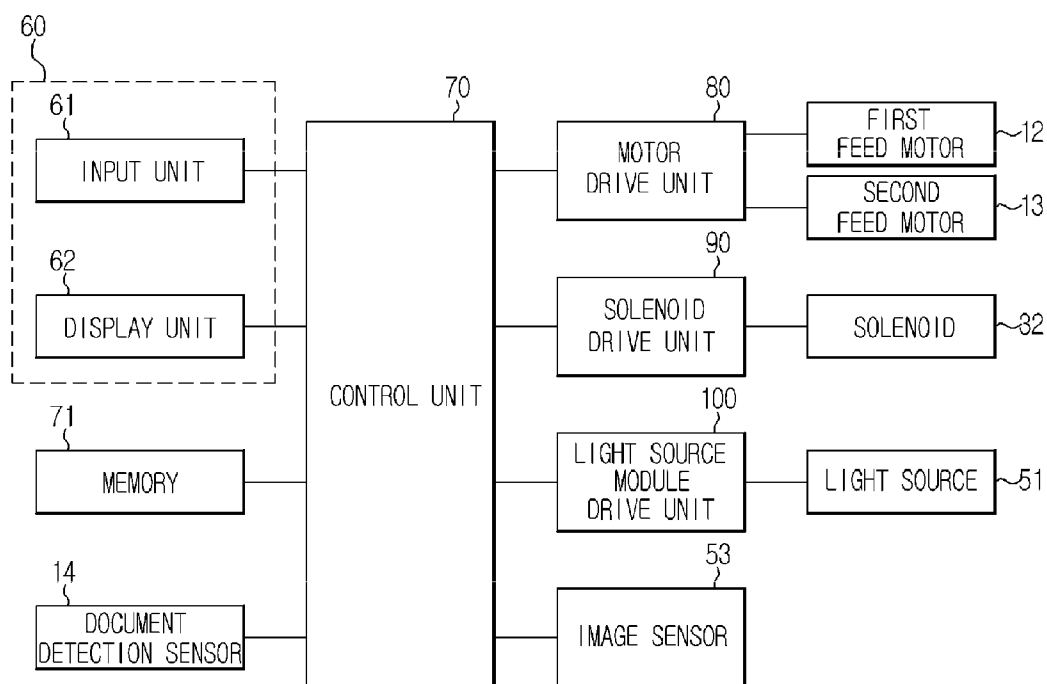 60
61
INPUT UNIT
62
DISPLAY UNIT
71
MEMORY
14
DOCUMENT
DETECTION SENSOR
70
CONTROL UNIT
80
MOTOR
DRIVE UNIT
FIRST
FEED MOTOR
12
SECOND
FEED MOTOR
13
90
SOLENOID
DRIVE UNIT
SOLENOID
32
100
LIGHT SOURCE
MODULE
DRIVE UNIT
LIGHT SOURCE
51
53
IMAGE SENSOR